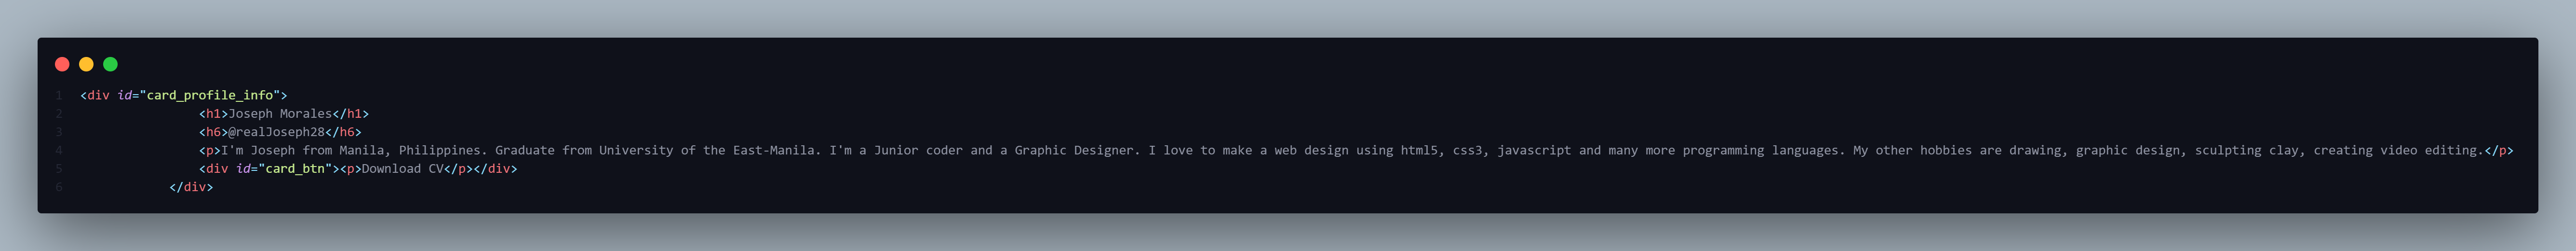 1 <div id="card_profile_info">
2 <h1>Joseph Morales</h1>
3 <h6>@realJoseph28</h6>
4 <p>I'm Joseph from Manila, Philippines. Graduate from University of the East-Manila. I'm a Junior coder and a Graphic Designer. I love to make a web design using html5, css3, javascript and many more programming languages. My other hobbies are drawing, graphic design, sculpting clay, creating video editing.</p>
5 <div id="card_btn"><p>Download CV</p></div>
6 </div>